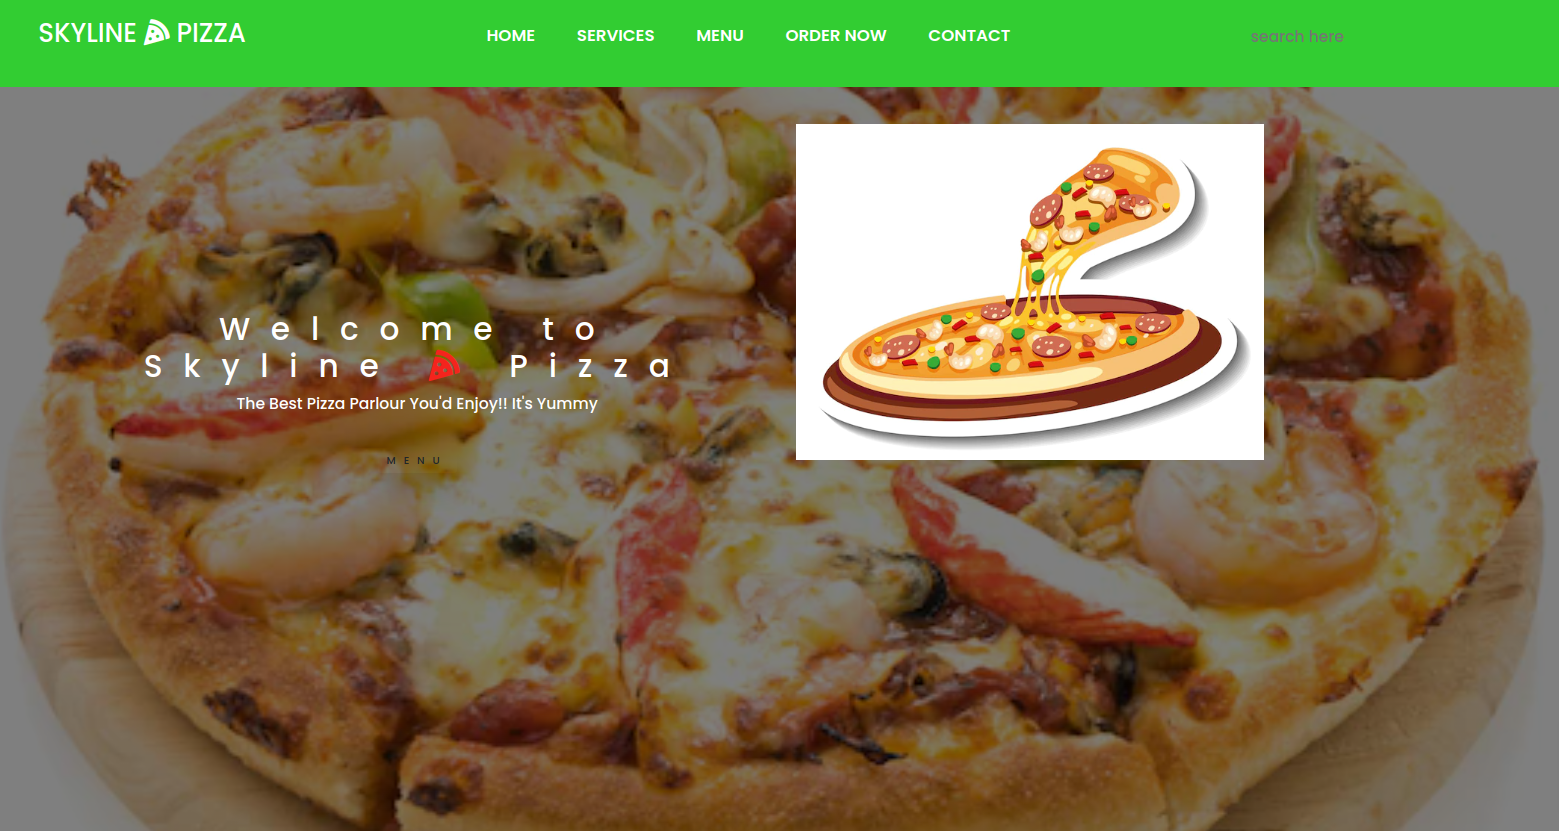 SKYLINE PIZZA
HOME SERVICES MENU ORDER NOW CONTACT
search here
Welcome to
Skyline Pizza
The Best Pizza Parlour You'd Enjoy!! It's Yummy
MENU